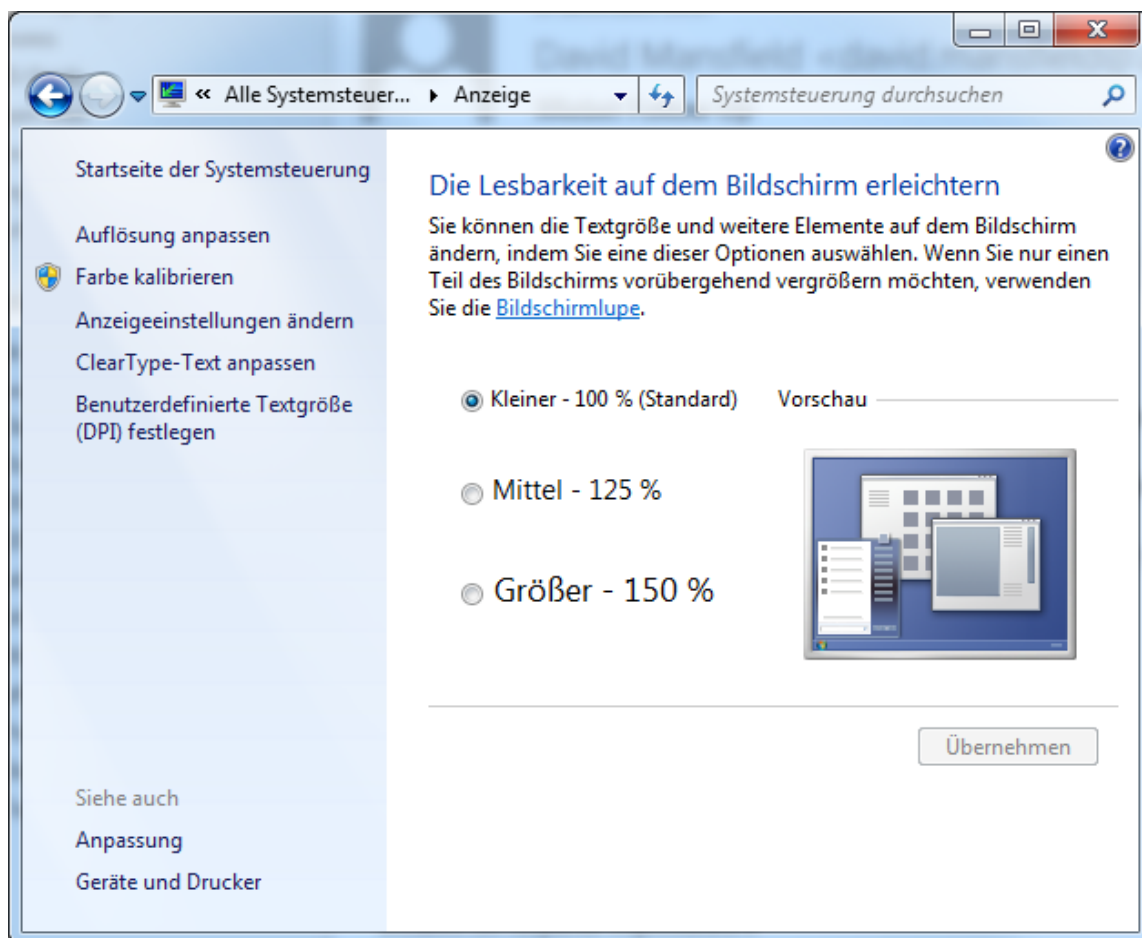 « Alle Systemsteuer... Anzeige
Systemsteuerung durchsuchen
Startseite der Systemsteuerung
Auflösung anpassen
Farbe kalibrieren
Anzeigeeinstellungen ändern
ClearType-Text anpassen
Benutzerdefinierte Textgröße
(DPI) festlegen
Siehe auch
Anpassung
Geräte und Drucker
Die Lesbarkeit auf dem Bildschirm erleichtern
Sie können die Textgröße und weitere Elemente auf dem Bildschirm
ändern, indem Sie eine dieser Optionen auswählen. Wenn Sie nur einen
Teil des Bildschirms vorübergehend vergrößern möchten, verwenden
Sie die Bildschirmlupe.
Kleiner - 100 % (Standard)
Mittel - 125 %
Größer - 150 %
Vorschau
Übernehmen